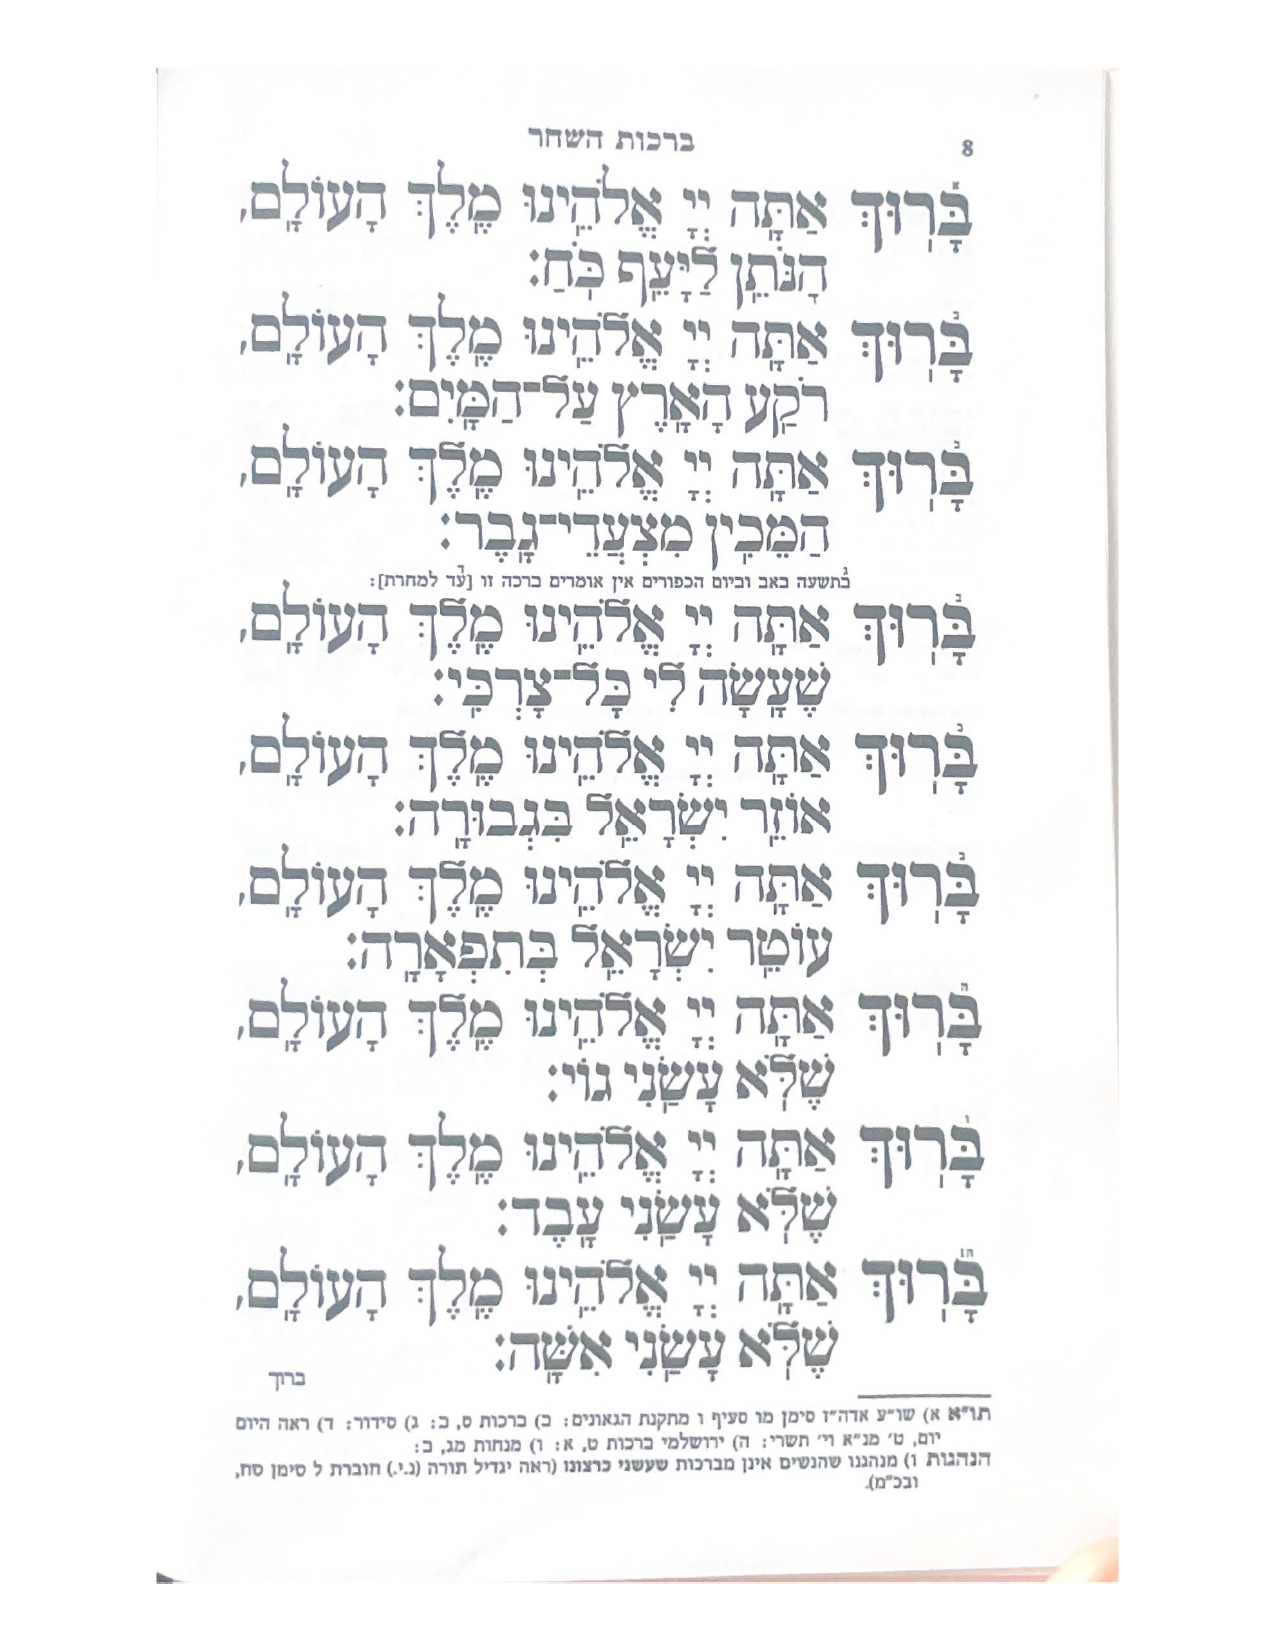 8 ברכות השחר
בָּרוּךְ אַתָּה יְיָ אֱלֹהֵינוּ מֶלֶךְ הָעוֹלָם,
הַנֹּתֵן לַיָּעֵף כֹּחַ:
בָּרוּךְ אַתָּה יְיָ אֱלֹהֵינוּ מֶלֶךְ הָעוֹלָם,
רֹקַע הָאָרֶץ עַל־הַמָּיִם:
בָּרוּךְ אַתָּה יְיָ אֱלֹהֵינוּ מֶלֶךְ הָעוֹלָם,
הַמֵּכִין מִצְעֲדֵי־גָבֶר:
בתשעה באב וביום הכפורים אין אומרים ברכה זו [עד למחרת]:
בָּרוּךְ אַתָּה יְיָ אֱלֹהֵינוּ מֶלֶךְ הָעוֹלָם,
שֶׁעָשָׂה לִי כָּל־צָרְכִּי:
בָּרוּךְ אַתָּה יְיָ אֱלֹהֵינוּ מֶלֶךְ הָעוֹלָם,
אוֹזֵר יִשְׂרָאֵל בִּגְבוּרָה:
בָּרוּךְ אַתָּה יְיָ אֱלֹהֵינוּ מֶלֶךְ הָעוֹלָם,
עוֹטֵר יִשְׂרָאֵל בְּתִפְאָרָה:
בָּרוּךְ אַתָּה יְיָ אֱלֹהֵינוּ מֶלֶךְ הָעוֹלָם,
שֶׁלֹּא עָשַׂנִי גוֹי:
בָּרוּךְ אַתָּה יְיָ אֱלֹהֵינוּ מֶלֶךְ הָעוֹלָם,
שֶׁלֹּא עָשַׂנִי עָבֶד:
בָּרוּךְ אַתָּה יְיָ אֱלֹהֵינוּ מֶלֶךְ הָעוֹלָם,
שֶׁלֹּא עָשַׂנִי אִשָּׁה:
ברוך
תו״א א) שו״ע אדה״ז סימן מו סעיף ו מתקנת הגאונים: ב) ברכות ס, ב: ג) סידור: ד) ראה היום
יום, ט׳ מנ״א וי׳ תשרי: ה) ירושלמי ברכות ט, א: ו) מנחות מג, ב:
הנהגות 1) מנהגנו שהנשים אינן מברכות שעשני כרצונו (ראה יגדיל תורה (נ.י.) חוברת ל סימן סח,
ובכ״מ).